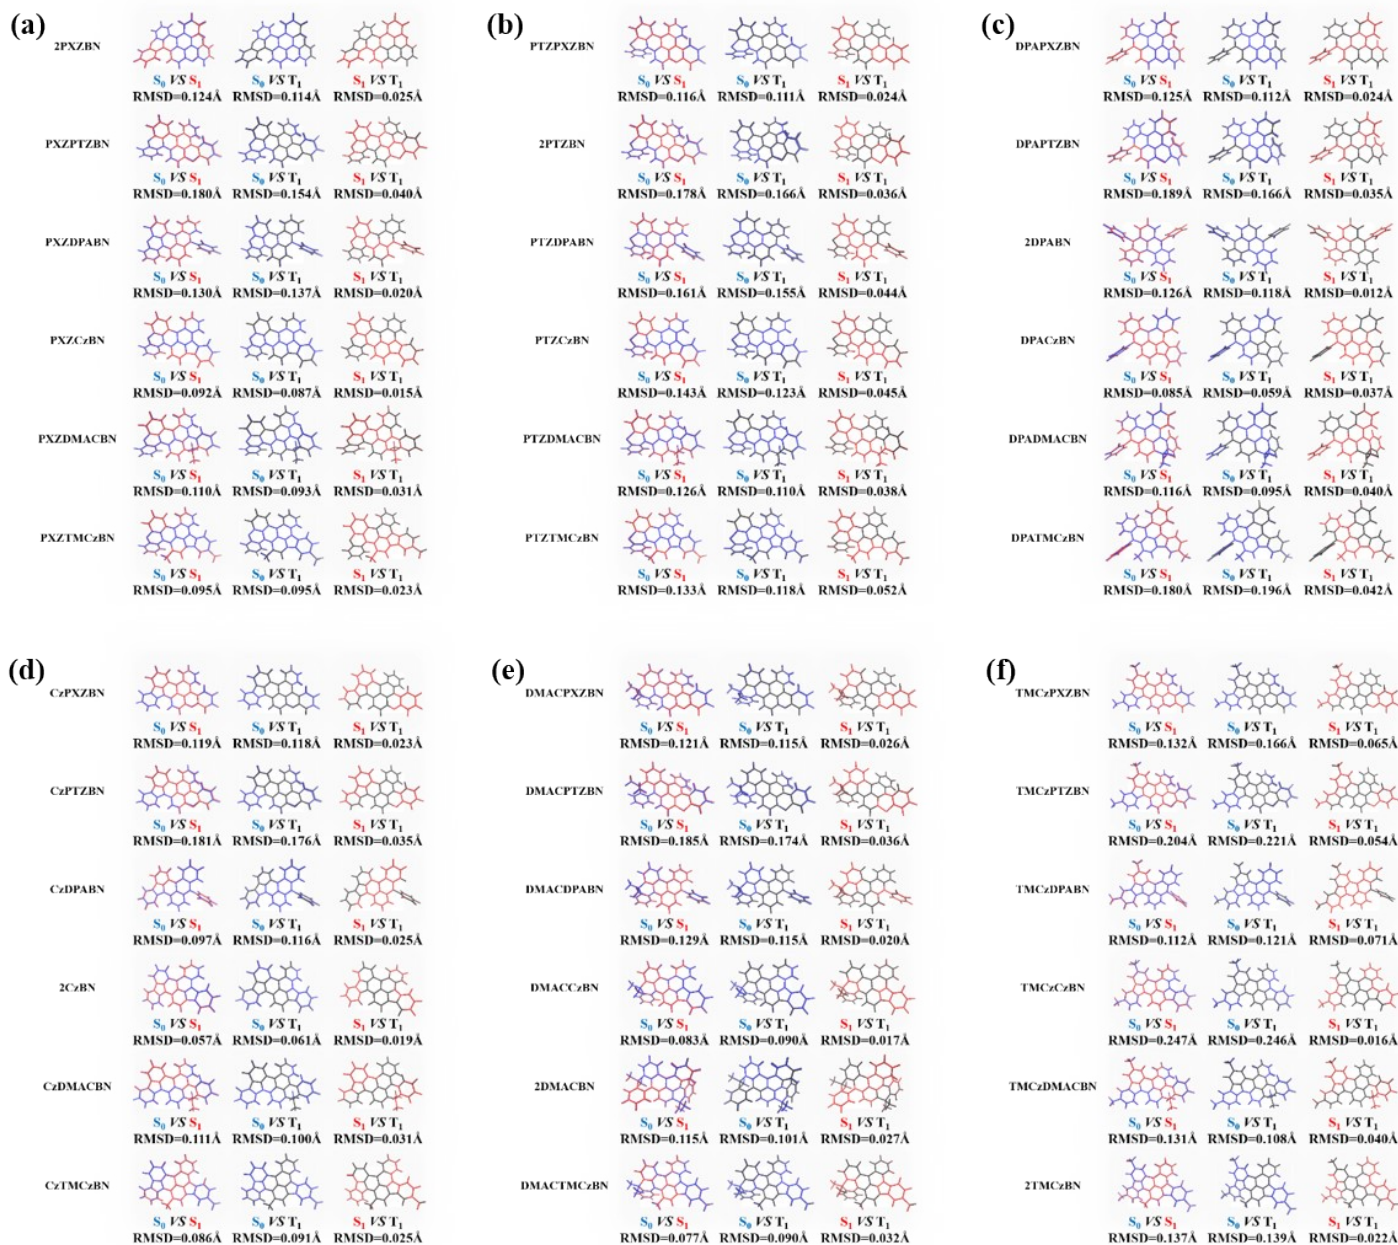 (a)
2PXZBN
S0 VS S1 S0 VS T1 S1 VS T1
RMSD=0.124Å RMSD=0.114Å RMSD=0.025Å
PXZPTZBN
S0 VS S1 S0 VS T1 S1 VS T1
RMSD=0.180Å RMSD=0.154Å RMSD=0.040Å
PXZDPABN
S0 VS S1 S0 VS T1 S1 VS T1
RMSD=0.130Å RMSD=0.137Å RMSD=0.020Å
PXZCzBN
S0 VS S1 S0 VS T1 S1 VS T1
RMSD=0.092Å RMSD=0.087Å RMSD=0.015Å
PXZDMACBN
S0 VS S1 S0 VS T1 S1 VS T1
RMSD=0.110Å RMSD=0.093Å RMSD=0.031Å
PXZTMCzBN
S0 VS S1 S0 VS T1 S1 VS T1
RMSD=0.095Å RMSD=0.095Å RMSD=0.023Å
(b)
PTZPXZBN
S0 VS S1 S0 VS T1 S1 VS T1
RMSD=0.116Å RMSD=0.111Å RMSD=0.024Å
2PTZBN
S0 VS S1 S0 VS T1 S1 VS T1
RMSD=0.178Å RMSD=0.166Å RMSD=0.036Å
PTZDPABN
S0 VS S1 S0 VS T1 S1 VS T1
RMSD=0.161Å RMSD=0.155Å RMSD=0.044Å
PTZCzBN
S0 VS S1 S0 VS T1 S1 VS T1
RMSD=0.143Å RMSD=0.123Å RMSD=0.045Å
PTZDMACBN
S0 VS S1 S0 VS T1 S1 VS T1
RMSD=0.126Å RMSD=0.110Å RMSD=0.038Å
PTZTMCzBN
S0 VS S1 S0 VS T1 S1 VS T1
RMSD=0.133Å RMSD=0.118Å RMSD=0.052Å
(c)
DPAPXZBN
S0 VS S1 S0 VS T1 S1 VS T1
RMSD=0.125Å RMSD=0.112Å RMSD=0.024Å
DPAPTZBN
S0 VS S1 S0 VS T1 S1 VS T1
RMSD=0.189Å RMSD=0.166Å RMSD=0.035Å
2DPABN
S0 VS S1 S0 VS T1 S1 VS T1
RMSD=0.126Å RMSD=0.118Å RMSD=0.012Å
DPACzBN
S0 VS S1 S0 VS T1 S1 VS T1
RMSD=0.085Å RMSD=0.059Å RMSD=0.037Å
DPADMACBN
S0 VS S1 S0 VS T1 S1 VS T1
RMSD=0.116Å RMSD=0.095Å RMSD=0.040Å
DPATMCzBN
S0 VS S1 S0 VS T1 S1 VS T1
RMSD=0.180Å RMSD=0.196Å RMSD=0.042Å
(d)
CzPXZBN
S0 VS S1 S0 VS T1 S1 VS T1
RMSD=0.119Å RMSD=0.118Å RMSD=0.023Å
CzPTZBN
S0 VS S1 S0 VS T1 S1 VS T1
RMSD=0.181Å RMSD=0.176Å RMSD=0.035Å
CzDPABN
S0 VS S1 S0 VS T1 S1 VS T1
RMSD=0.097Å RMSD=0.116Å RMSD=0.025Å
2CzBN
S0 VS S1 S0 VS T1 S1 VS T1
RMSD=0.057Å RMSD=0.061Å RMSD=0.019Å
CzDMACBN
S0 VS S1 S0 VS T1 S1 VS T1
RMSD=0.111Å RMSD=0.100Å RMSD=0.031Å
CzTMCzBN
S0 VS S1 S0 VS T1 S1 VS T1
RMSD=0.086Å RMSD=0.091Å RMSD=0.025Å
(e)
DMACPXZBN
S0 VS S1 S0 VS T1 S1 VS T1
RMSD=0.121Å RMSD=0.115Å RMSD=0.026Å
DMACPTZBN
S0 VS S1 S0 VS T1 S1 VS T1
RMSD=0.185Å RMSD=0.174Å RMSD=0.036Å
DMACDPABN
S0 VS S1 S0 VS T1 S1 VS T1
RMSD=0.129Å RMSD=0.115Å RMSD=0.020Å
DMACCzBN
S0 VS S1 S0 VS T1 S1 VS T1
RMSD=0.083Å RMSD=0.090Å RMSD=0.017Å
2DMACBN
S0 VS S1 S0 VS T1 S1 VS T1
RMSD=0.115Å RMSD=0.101Å RMSD=0.027Å
DMACTMCzBN
S0 VS S1 S0 VS T1 S1 VS T1
RMSD=0.077Å RMSD=0.090Å RMSD=0.032Å
(f)
TMCzPXZBN
S0 VS S1 S0 VS T1 S1 VS T1
RMSD=0.132Å RMSD=0.166Å RMSD=0.065Å
TMCzPTZBN
S0 VS S1 S0 VS T1 S1 VS T1
RMSD=0.204Å RMSD=0.221Å RMSD=0.054Å
TMCzDPABN
S0 VS S1 S0 VS T1 S1 VS T1
RMSD=0.112Å RMSD=0.121Å RMSD=0.071Å
TMCzCzBN
S0 VS S1 S0 VS T1 S1 VS T1
RMSD=0.247Å RMSD=0.246Å RMSD=0.016Å
TMCzDMACBN
S0 VS S1 S0 VS T1 S1 VS T1
RMSD=0.131Å RMSD=0.108Å RMSD=0.040Å
2TMCzBN
S0 VS S1 S0 VS T1 S1 VS T1
RMSD=0.137Å RMSD=0.139Å RMSD=0.022Å